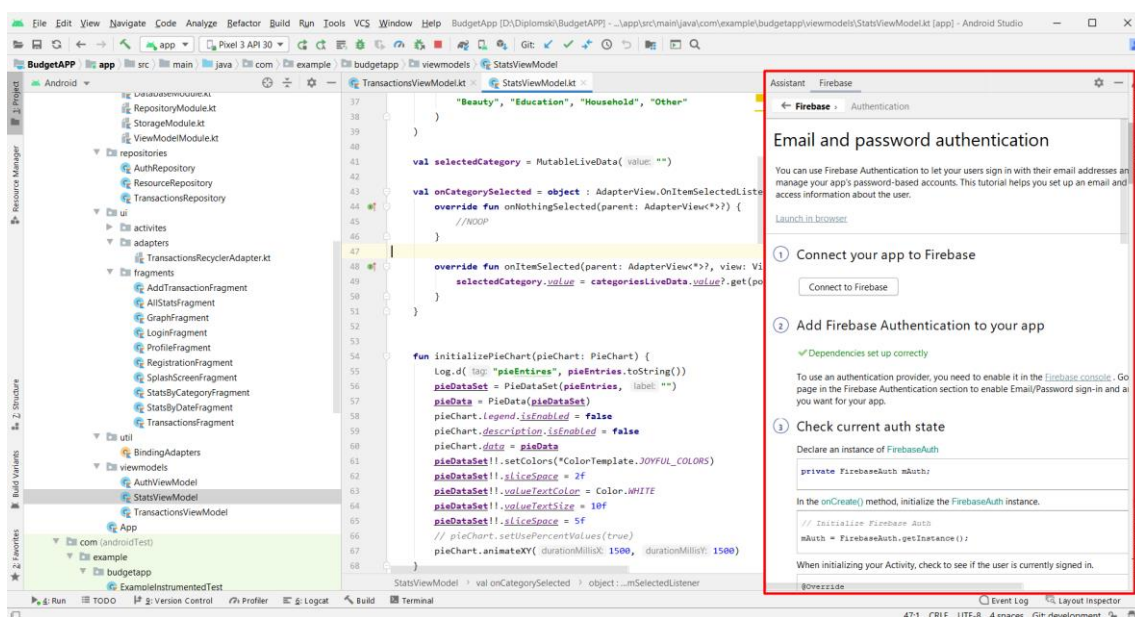 File Edit View Navigate Code Analyze Refactor Build Run Tools VCS Window Help BudgetApp [D:\Diplomski\BudgetAPP] - ...\app\src\main\java\com\example\budgetapp\viewmodels\StatsViewModel.kt [app] - Android Studio
app Pixel 3 API 30 Git:
BudgetAPP app src main java com example budgetapp viewmodels StatsViewModel
Android
TransactionsViewModel.kt StatsViewModel.kt
1: Project
Resource Manager
7: Structure
Build Variants
2: Favorites
DatabaseModule.kt
RepositoryModule.kt
StorageModule.kt
ViewModelModule.kt
repositories
AuthRepository
ResourceRepository
TransactionsRepository
ui
activites
adapters
TransactionsRecyclerAdapter.kt
fragments
AddTransactionFragment
AllStatsFragment
GraphFragment
LoginFragment
ProfileFragment
RegistrationFragment
SplashScreenFragment
StatsByCategoryFragment
StatsByDateFragment
TransactionsFragment
util
BindingAdapters
viewmodels
AuthViewModel
StatsViewModel
TransactionsViewModel
App
com (androidTest)
example
budgetapp
ExampleInstrumentedTest
37 "Beauty", "Education", "Household", "Other"
38 )
39 )
40
41 val selectedCategory = MutableLiveData( value: "")
42
43 val onCategorySelected = object : AdapterView.OnItemSelectedListe
44 override fun onNothingSelected(parent: AdapterView<*>?) {
45 //NOOP
46 }
47
48 override fun onItemSelected(parent: AdapterView<*>?, view: Vi
49 selectedCategory.value = categoriesLiveData.value?.get(po
50 }
51 }
52
53
54 fun initializePieChart(pieChart: PieChart) {
55 Log.d( tag: "pieEntires", pieEntries.toString())
56 pieDataSet = PieDataSet(pieEntries, label: "")
57 pieData = PieData(pieDataSet)
58 pieChart.legend.isEnabled = false
59 pieChart.description.isEnabled = false
60 pieChart.data = pieData
61 pieDataSet!!.setColors(*ColorTemplate.JOYFUL_COLORS)
62 pieDataSet!!.sliceSpace = 2f
63 pieDataSet!!.valueTextColor = Color.WHITE
64 pieDataSet!!.valueTextSize = 10f
65 pieDataSet!!.sliceSpace = 5f
66 // pieChart.setUsePercentValues(true)
67 pieChart.animateXY( durationMillisX: 1500, durationMillisY: 1500)
68 }
StatsViewModel val onCategorySelected object : ...mSelectedListener
Assistant Firebase
← Firebase › Authentication
Email and password authentication
You can use Firebase Authentication to let your users sign in with their email addresses an
manage your app's password-based accounts. This tutorial helps you set up an email and
access information about the user.
Launch in browser
1 Connect your app to Firebase
Connect to Firebase
2 Add Firebase Authentication to your app
✓ Dependencies set up correctly
To use an authentication provider, you need to enable it in the Firebase console . Go
page in the Firebase Authentication section to enable Email/Password sign-in and a
you want for your app.
3 Check current auth state
Declare an instance of FirebaseAuth
private FirebaseAuth mAuth;
In the onCreate() method, initialize the FirebaseAuth instance.
// Initialize Firebase Auth
mAuth = FirebaseAuth.getInstance();
When initializing your Activity, check to see if the user is currently signed in.
@Override
4: Run TODO 9: Version Control Profiler 6: Logcat Build Terminal Event Log Layout Inspector
47:1 CRLF UTF-8 4 spaces Git: development